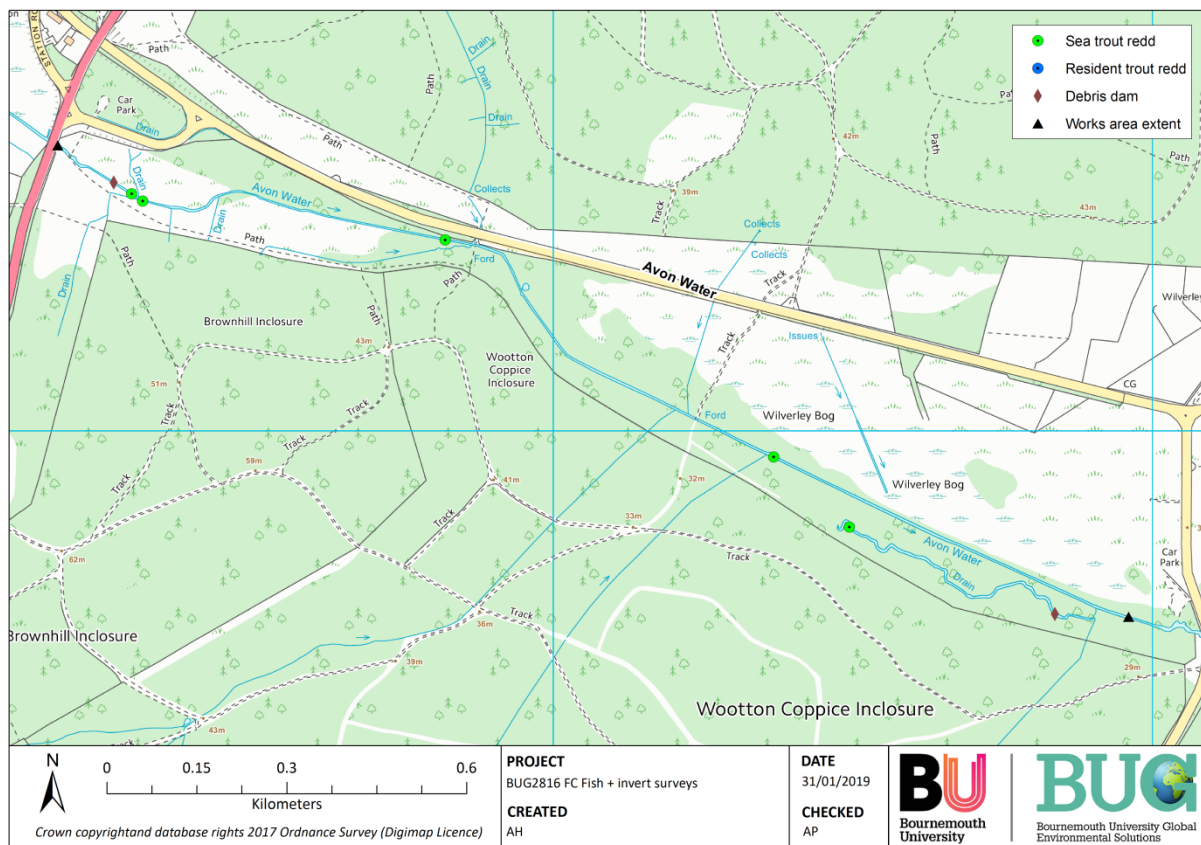 STATION RO
Path
Drain
Drain
Path
Path
Path
Sea trout redd
Resident trout redd
Debris dam
Works area extent
Car
Park
Drain
Drain
Path
42m
Path
Avon Water
Collects
39m
Track
43m
Drain
Path
Ford
Collects
Collects
Avon Water
Track
Drain
Path
Path
Path
Brownhill Inclosure
43m
Wootton
Coppice
Inclosure
Issues
Track
Wilverley
CG
51m
Track
Track
Ford
Wilverley Bog
Track
59m
Track
41m
32m
Wilverley Bog
Track
33m
Track
Avon Water
Car
Park
62m
Drain
Track
Brownhill Inclosure
36m
39m
29m
Wootton Coppice Inclosure
43m
Track
N
0 0.15 0.3 0.6
Kilometers
Crown copyrightand database rights 2017 Ordnance Survey (Digimap Licence)
PROJECT
BUG2816 FC Fish + invert surveys
CREATED
AH
DATE
31/01/2019
CHECKED
AP
BU
Bournemouth
University
BUG
Bournemouth University Global
Environmental Solutions